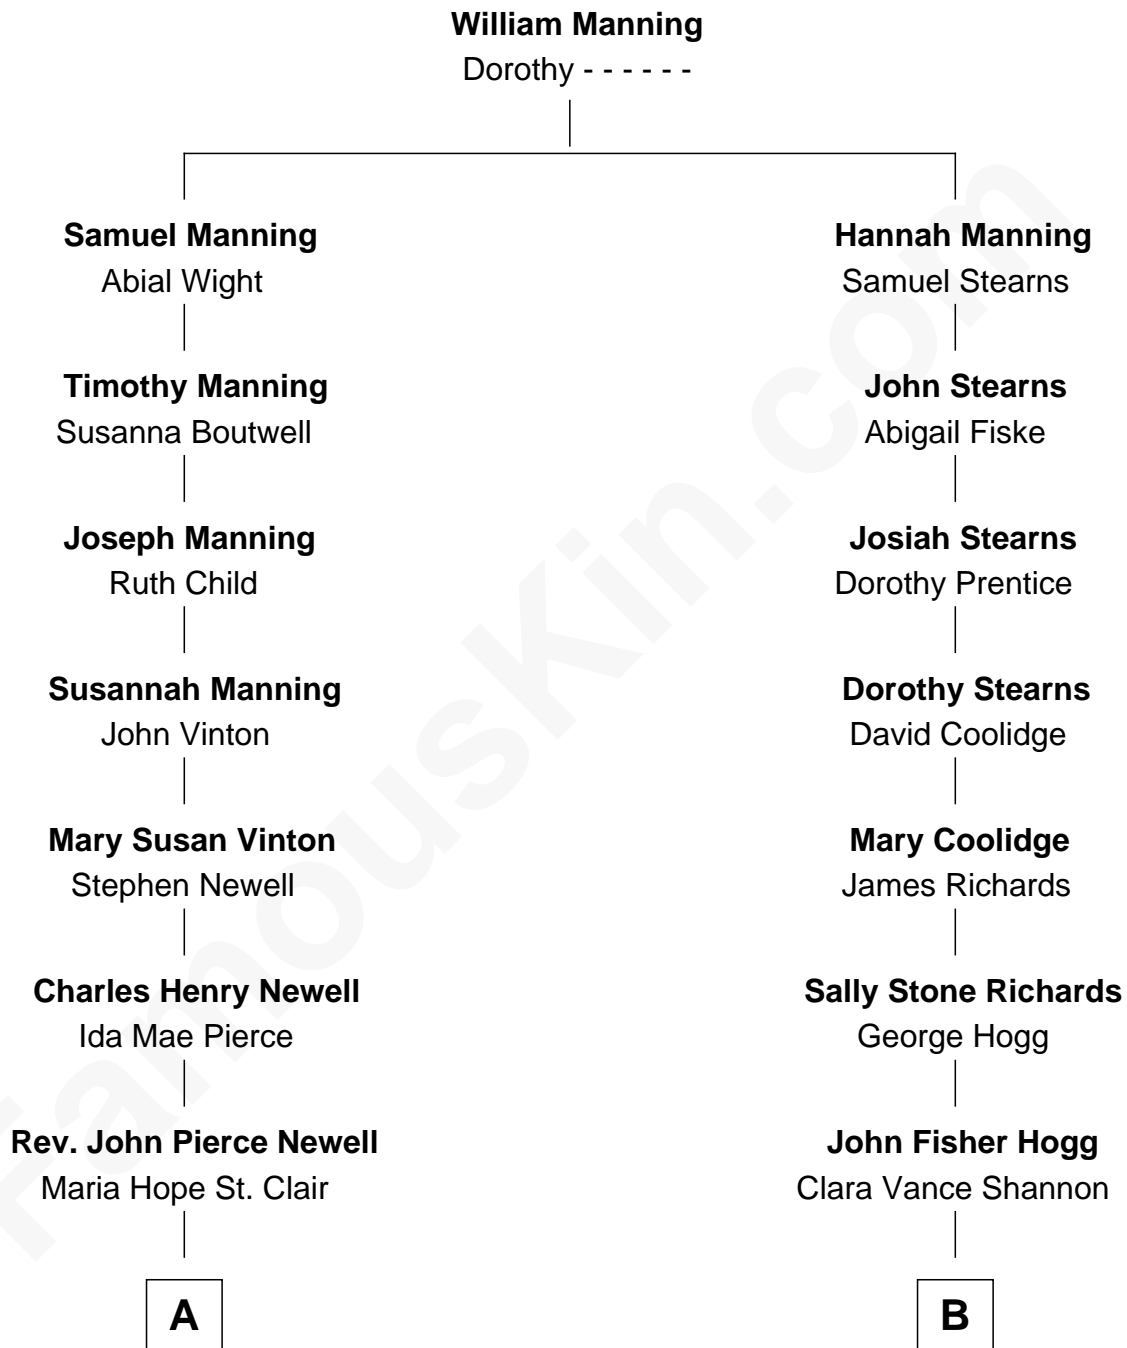 William Manning
Dorothy - - - - - -
Samuel Manning
Abial Wight
Hannah Manning
Samuel Stearns
Timothy Manning
Susanna Boutwell
John Stearns
Abigail Fiske
Joseph Manning
Ruth Child
Josiah Stearns
Dorothy Prentice
Susannah Manning
John Vinton
Dorothy Stearns
David Coolidge
Mary Susan Vinton
Stephen Newell
Mary Coolidge
James Richards
Charles Henry Newell
Ida Mae Pierce
Sally Stone Richards
George Hogg
Rev. John Pierce Newell
Maria Hope St. Clair
John Fisher Hogg
Clara Vance Shannon
A
B
FamousKin.com